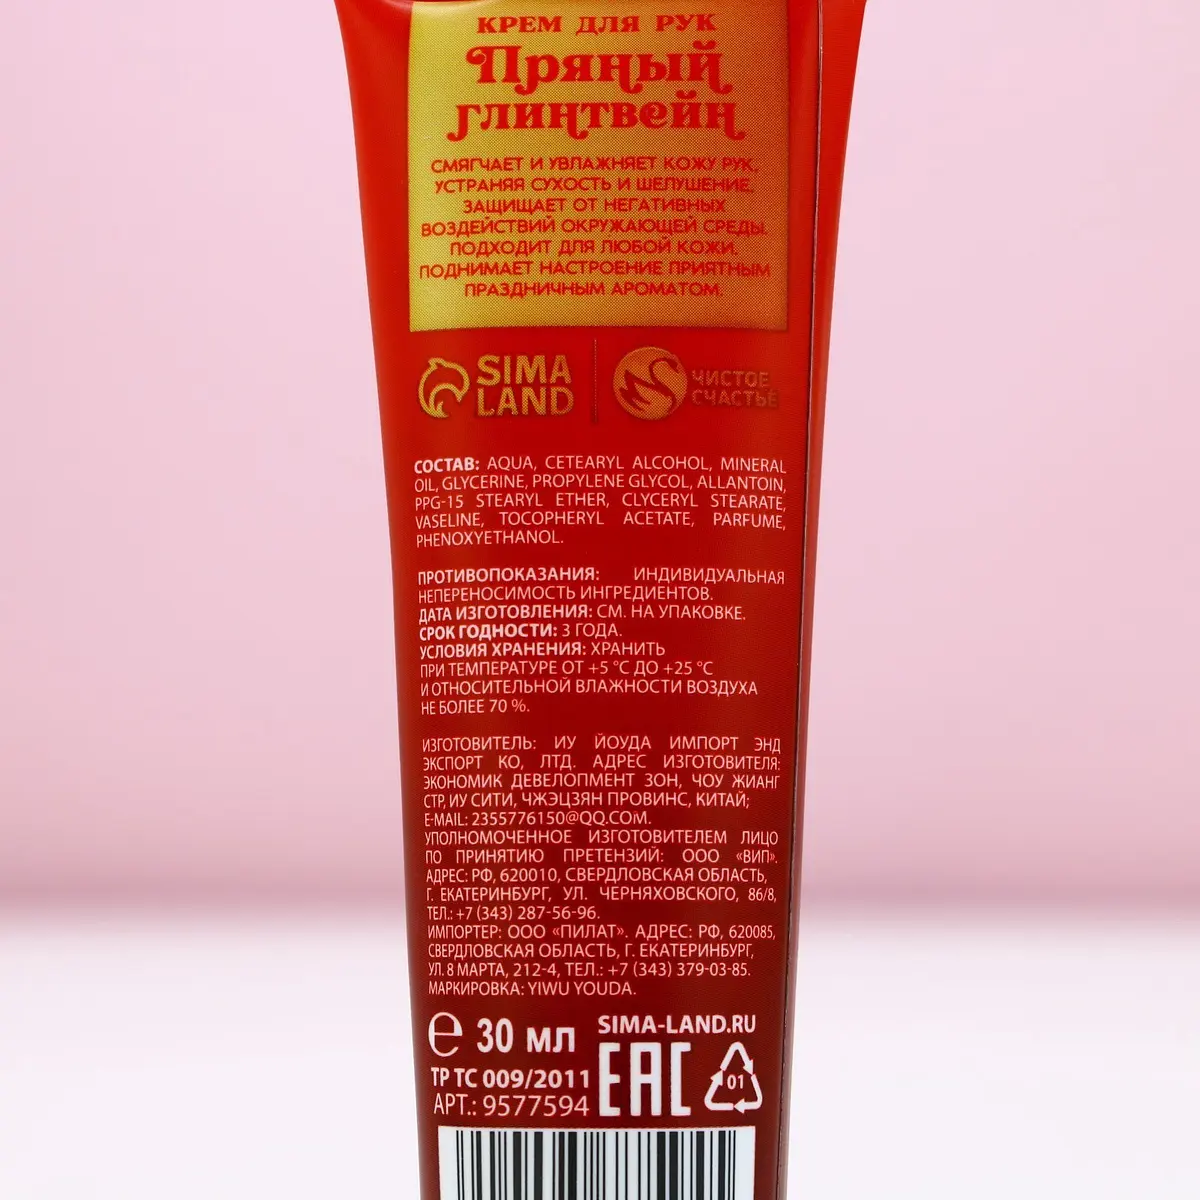 КРЕМ ДЛЯ РУК
Пряный
глинтвейн
СМЯГЧАЕТ И УВЛАЖНЯЕТ КОЖУ РУК,
УСТРАНЯЯ СУХОСТЬ И ШЕЛУШЕНИЕ.
ЗАЩИЩАЕТ ОТ НЕГАТИВНЫХ
ВОЗДЕЙСТВИЙ ОКРУЖАЮЩЕЙ СРЕДЫ.
ПОДХОДИТ ДЛЯ ЛЮБОЙ КОЖИ.
ПОДНИМАЕТ НАСТРОЕНИЕ ПРИЯТНЫМ
ПРАЗДНИЧНЫМ АРОМАТОМ.
SIMA
LAND
ЧИСТОЕ
СЧАСТЬЕ
СОСТАВ: AQUA, CETEARYL ALCOHOL, MINERAL
OIL, GLYCERINE, PROPYLENE GLYCOL, ALLANTOIN,
PPG-15 STEARYL ETHER, CLYCERYL STEARATE,
VASELINE, TOCOPHERYL ACETATE, PARFUME,
PHENOXYETHANOL.
ПРОТИВОПОКАЗАНИЯ: ИНДИВИДУАЛЬНАЯ
НЕПЕРЕНОСИМОСТЬ ИНГРЕДИЕНТОВ.
ДАТА ИЗГОТОВЛЕНИЯ: СМ. НА УПАКОВКЕ.
СРОК ГОДНОСТИ: 3 ГОДА.
УСЛОВИЯ ХРАНЕНИЯ: ХРАНИТЬ
ПРИ ТЕМПЕРАТУРЕ ОТ +5 °С ДО +25 °С
И ОТНОСИТЕЛЬНОЙ ВЛАЖНОСТИ ВОЗДУХА
НЕ БОЛЕЕ 70 %.
ИЗГОТОВИТЕЛЬ: ИУ ЙОУДА ИМПОРТ ЭНД
ЭКСПОРТ КО, ЛТД. АДРЕС ИЗГОТОВИТЕЛЯ:
ЭКОНОМИК ДЕВЕЛОПМЕНТ ЗОН, ЧОУ ЖИАНГ
СТР, ИУ СИТИ, ЧЖЭЦЗЯН ПРОВИНС, КИТАЙ;
E-MAIL: 2355776150@QQ.COM.
УПОЛНОМОЧЕННОЕ ИЗГОТОВИТЕЛЕМ ЛИЦО
ПО ПРИНЯТИЮ ПРЕТЕНЗИЙ: ООО «ВИП».
АДРЕС: РФ, 620010, СВЕРДЛОВСКАЯ ОБЛАСТЬ,
Г. ЕКАТЕРИНБУРГ, УЛ. ЧЕРНЯХОВСКОГО, 86/8,
ТЕЛ.: +7 (343) 287-56-96.
ИМПОРТЕР: ООО «ПИЛАТ». АДРЕС: РФ, 620085,
СВЕРДЛОВСКАЯ ОБЛАСТЬ, Г. ЕКАТЕРИНБУРГ,
УЛ. 8 МАРТА, 212-4, ТЕЛ.: +7 (343) 379-03-85.
МАРКИРОВКА: YIWU YOUDA.
℮ 30 МЛ
SIMA-LAND.RU
ТР ТС 009/2011
АРТ.: 9577594
EAC
01